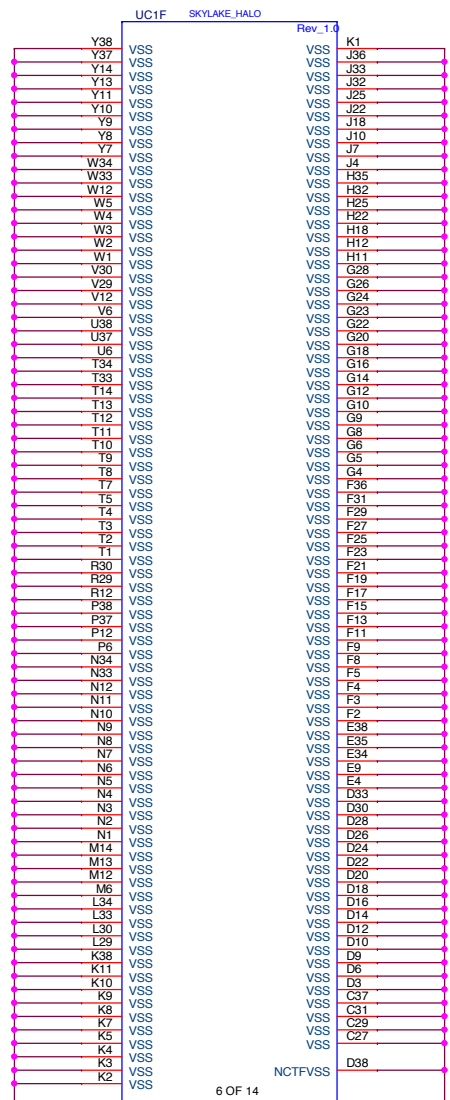 UC1F SKYLAKE_HALO
Rev_1.0
Y38 VSS VSS K1
Y37 VSS VSS J36
Y14 VSS VSS J33
Y13 VSS VSS J32
Y11 VSS VSS J25
Y10 VSS VSS J22
Y9 VSS VSS J18
Y8 VSS VSS J10
Y7 VSS VSS J7
W34 VSS VSS J4
W33 VSS VSS H35
W12 VSS VSS H32
W5 VSS VSS H25
W4 VSS VSS H22
W3 VSS VSS H18
W2 VSS VSS H12
W1 VSS VSS H11
V30 VSS VSS G28
V29 VSS VSS G26
V12 VSS VSS G24
V6 VSS VSS G23
U38 VSS VSS G22
U37 VSS VSS G20
U6 VSS VSS G18
T34 VSS VSS G16
T33 VSS VSS G14
T14 VSS VSS G12
T13 VSS VSS G10
T12 VSS VSS G9
T11 VSS VSS G8
T10 VSS VSS G6
T9 VSS VSS G5
T8 VSS VSS G4
T7 VSS VSS F36
T5 VSS VSS F31
T4 VSS VSS F29
T3 VSS VSS F27
T2 VSS VSS F25
T1 VSS VSS F23
R30 VSS VSS F21
R29 VSS VSS F19
R12 VSS VSS F17
P38 VSS VSS F15
P37 VSS VSS F13
P12 VSS VSS F11
P6 VSS VSS F9
N34 VSS VSS F8
N33 VSS VSS F5
N12 VSS VSS F4
N11 VSS VSS F3
N10 VSS VSS F2
N9 VSS VSS E38
N8 VSS VSS E35
N7 VSS VSS E34
N6 VSS VSS E9
N5 VSS VSS E4
N4 VSS VSS D33
N3 VSS VSS D30
N2 VSS VSS D28
N1 VSS VSS D26
M14 VSS VSS D24
M13 VSS VSS D22
M12 VSS VSS D20
M6 VSS VSS D18
L34 VSS VSS D16
L33 VSS VSS D14
L30 VSS VSS D12
L29 VSS VSS D10
K38 VSS VSS D9
K11 VSS VSS D6
K10 VSS VSS D3
K9 VSS VSS C37
K8 VSS VSS C31
K7 VSS VSS C29
K5 VSS VSS C27
K4 VSS
K3 VSS NCTFVSS D38
K2 VSS
6 OF 14